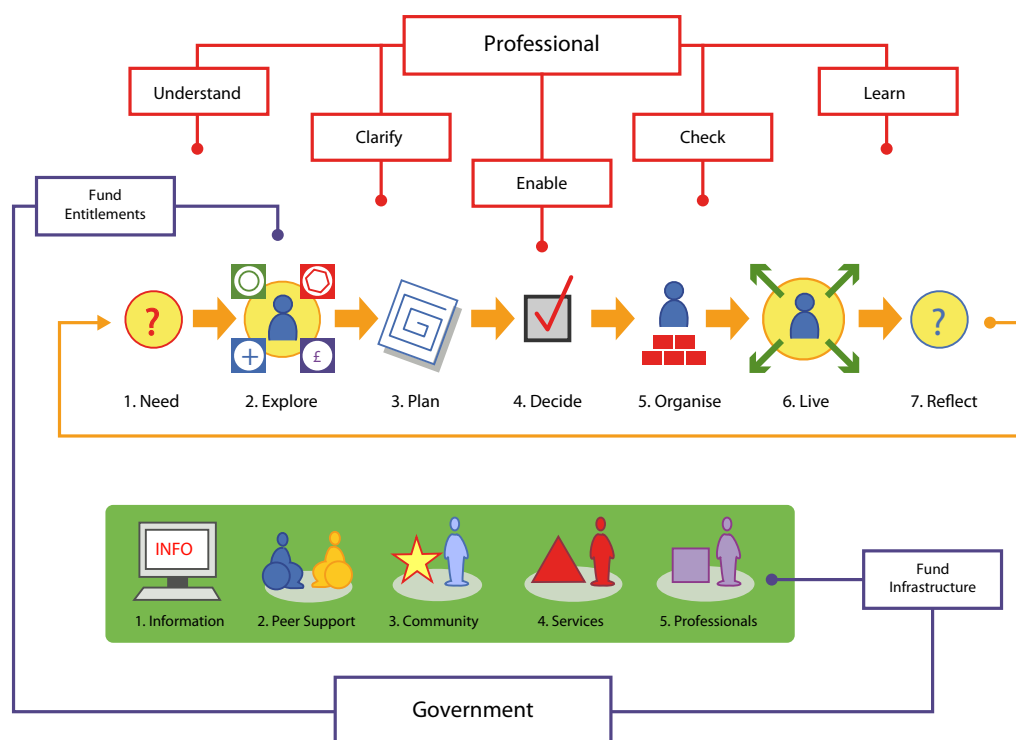 Professional
Understand
Learn
Clarify
Check
Enable
Fund
Entitlements
?
£
?
1. Need
2. Explore
3. Plan
4. Decide
5. Organise
6. Live
7. Reflect
INFO
1. Information
2. Peer Support
3. Community
4. Services
5. Professionals
Fund
Infrastructure
Government